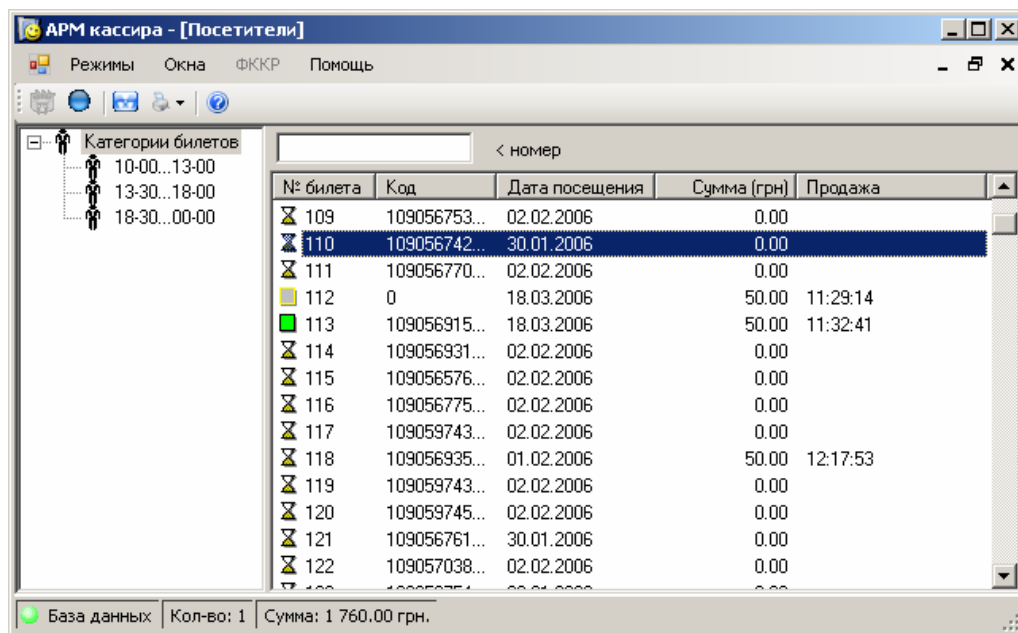 АРМ кассира - [Посетители]
Режимы Окна ФККР Помощь
Категории билетов
10-00...13-00
13-30...18-00
18-30...00-00
< номер
№ билета Код Дата посещения Сумма (грн) Продажа
109 109056753... 02.02.2006 0.00
110 109056742... 30.01.2006 0.00
111 109056770... 02.02.2006 0.00
112 0 18.03.2006 50.00 11:29:14
113 109056915... 18.03.2006 50.00 11:32:41
114 109056931... 02.02.2006 0.00
115 109056576... 02.02.2006 0.00
116 109056775... 02.02.2006 0.00
117 109059743... 02.02.2006 0.00
118 109056935... 01.02.2006 50.00 12:17:53
119 109059743... 02.02.2006 0.00
120 109059745... 02.02.2006 0.00
121 109056761... 30.01.2006 0.00
122 109057038... 02.02.2006 0.00
База данных Кол-во: 1 Сумма: 1 760.00 грн.